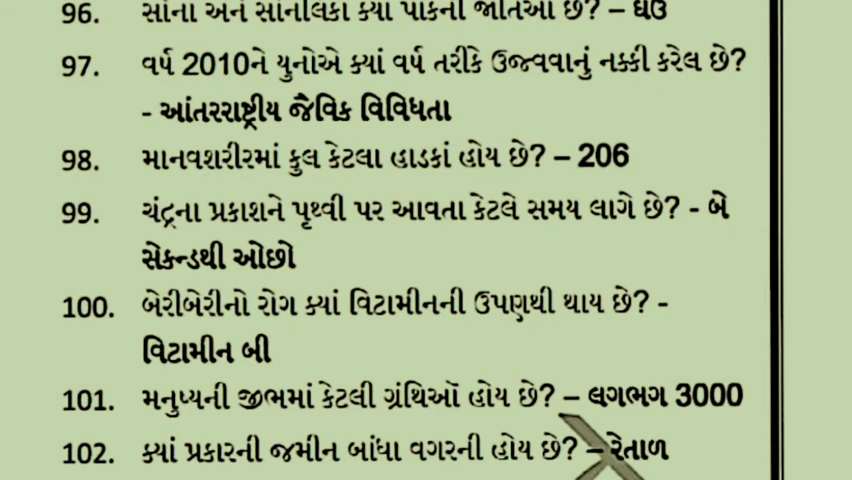 96. સોના અને સોનાલિકા ક્યા પાકની જાતિઓ છે? – ઘઉં
97. વર્ષ 2010ને યુનોએ ક્યાં વર્ષ તરીકે ઉજવવાનું નક્કી કરેલ છે?
- આંતરરાષ્ટ્રીય જૈવિક વિવિધતા
98. માનવશરીરમાં કુલ કેટલા હાડકાં હોય છે? – 206
99. ચંદ્રના પ્રકાશને પૃથ્વી પર આવતા કેટલે સમય લાગે છે? - બે
સેકન્ડથી ઓછો
100. બેરીબેરીનો રોગ ક્યાં વિટામીનની ઉપણથી થાય છે? -
વિટામીન બી
101. મનુષ્યની જીભમાં કેટલી ગ્રંથિઓ હોય છે? – લગભગ 3000
102. ક્યાં પ્રકારની જમીન બાંધા વગરની હોય છે? – રેતાળ